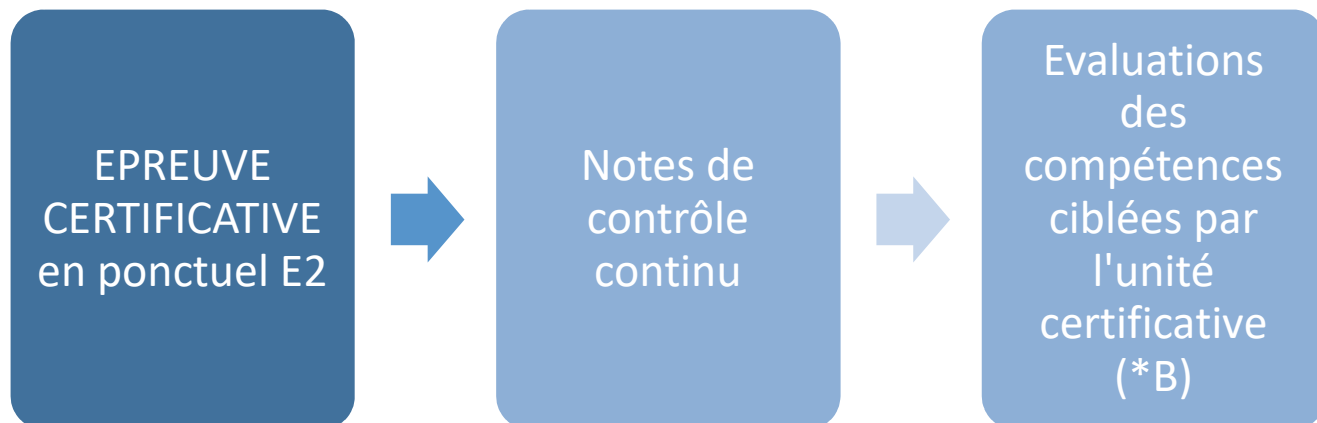 EPREUVE
CERTIFICATIVE
en ponctuel E2
Notes de
contrôle
continu
Evaluations
des
compétences
ciblées par
l'unité
certificative
(*B)